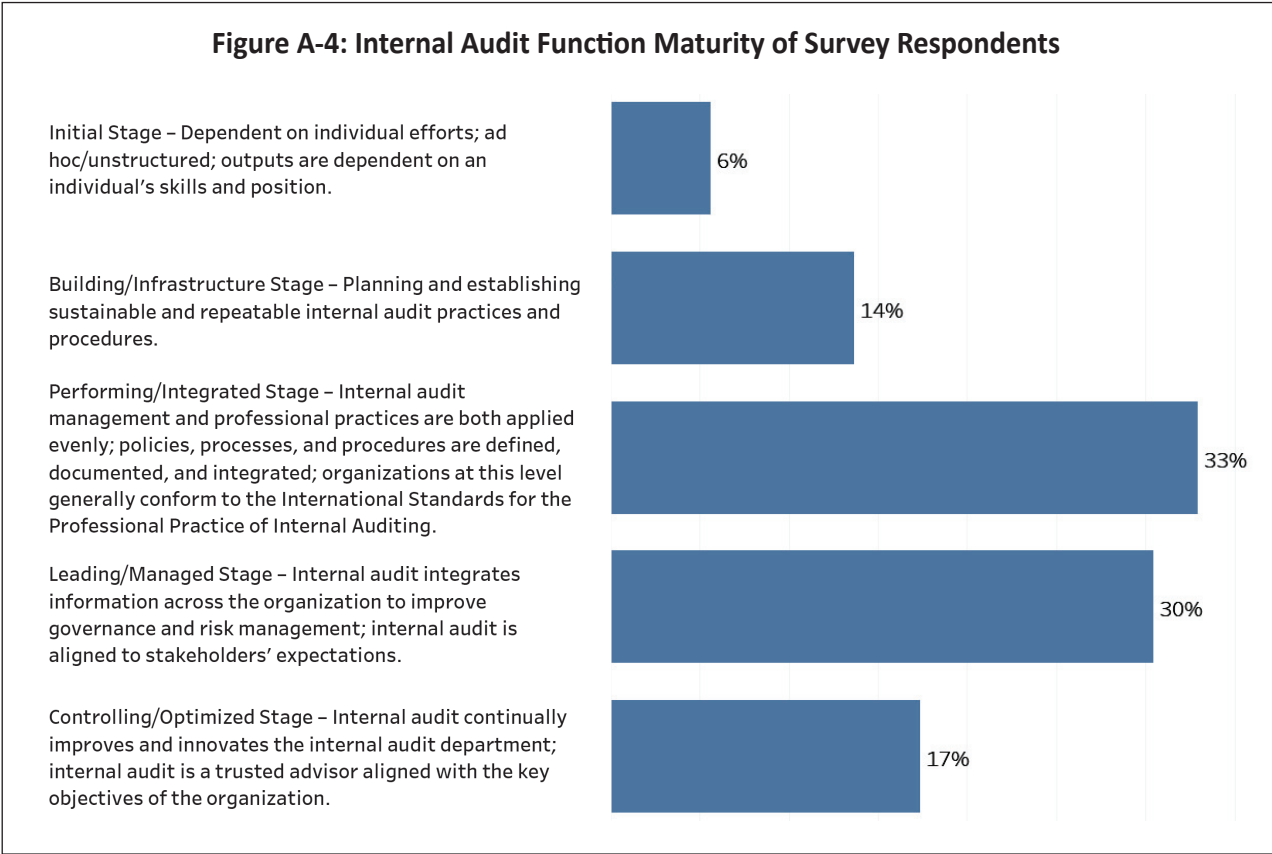 Figure A-4: Internal Audit Function Maturity of Survey Respondents
Initial Stage – Dependent on individual efforts; ad
hoc/unstructured; outputs are dependent on an
individual’s skills and position.
6%
Building/Infrastructure Stage – Planning and establishing
sustainable and repeatable internal audit practices and
procedures.
14%
Performing/Integrated Stage – Internal audit
management and professional practices are both applied
evenly; policies, processes, and procedures are defined,
documented, and integrated; organizations at this level
generally conform to the International Standards for the
Professional Practice of Internal Auditing.
33%
Leading/Managed Stage – Internal audit integrates
information across the organization to improve
governance and risk management; internal audit is
aligned to stakeholders’ expectations.
30%
Controlling/Optimized Stage – Internal audit continually
improves and innovates the internal audit department;
internal audit is a trusted advisor aligned with the key
objectives of the organization.
17%